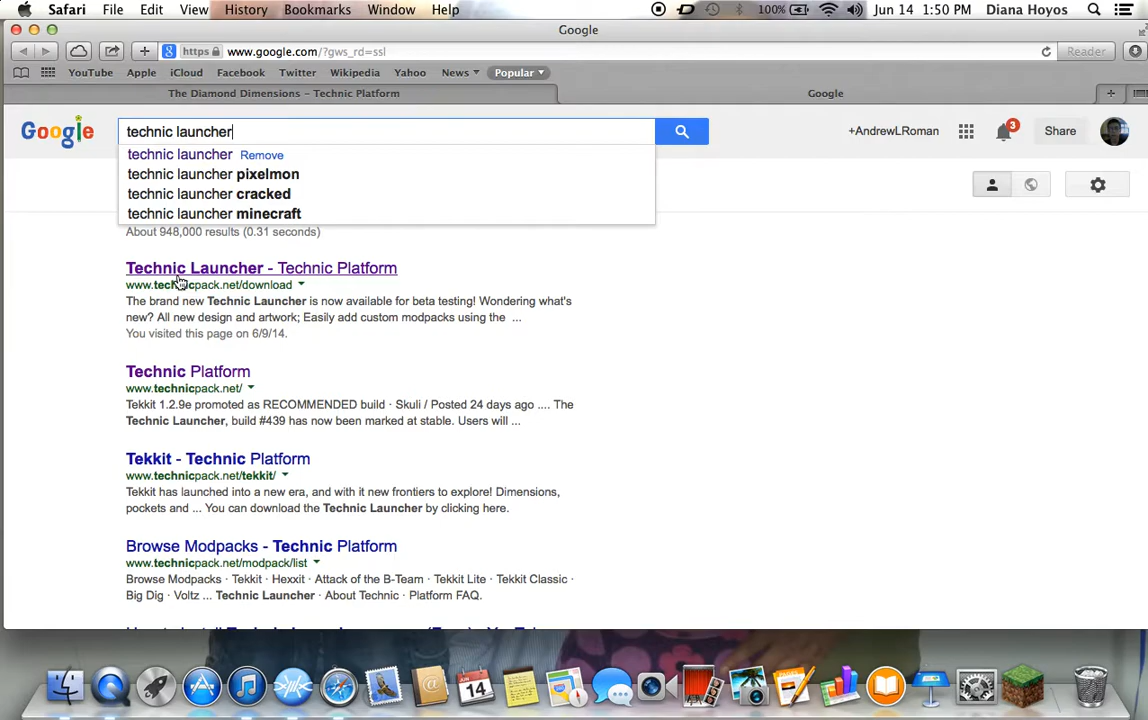 Safari File Edit View History Bookmarks Window Help 100% Jun 14 1:50 PM Diana Hoyos
Google
https www.google.com/?gws_rd=ssl Reader
YouTube Apple iCloud Facebook Twitter Wikipedia Yahoo News Popular
The Diamond Dimensions – Technic Platform Google
Google technic launcher +AndrewLRoman 3 Share
technic launcher Remove
technic launcher pixelmon
technic launcher cracked
technic launcher minecraft
About 948,000 results (0.31 seconds)
Technic Launcher - Technic Platform
www.technicpack.net/download
The brand new Technic Launcher is now available for beta testing! Wondering what's
new? All new design and artwork; Easily add custom modpacks using the ...
You visited this page on 6/9/14.
Technic Platform
www.technicpack.net/
Tekkit 1.2.9e promoted as RECOMMENDED build · Skuli / Posted 24 days ago .... The
Technic Launcher, build #439 has now been marked at stable. Users will ...
Tekkit - Technic Platform
www.technicpack.net/tekkit/
Tekkit has launched into a new era, and with it new frontiers to explore! Dimensions,
pockets and ... You can download the Technic Launcher by clicking here.
Browse Modpacks - Technic Platform
www.technicpack.net/modpack/list
Browse Modpacks · Tekkit · Hexxit · Attack of the B-Team · Tekkit Lite · Tekkit Classic ·
Big Dig · Voltz ... Technic Launcher · About Technic · Platform FAQ.
JUN
14